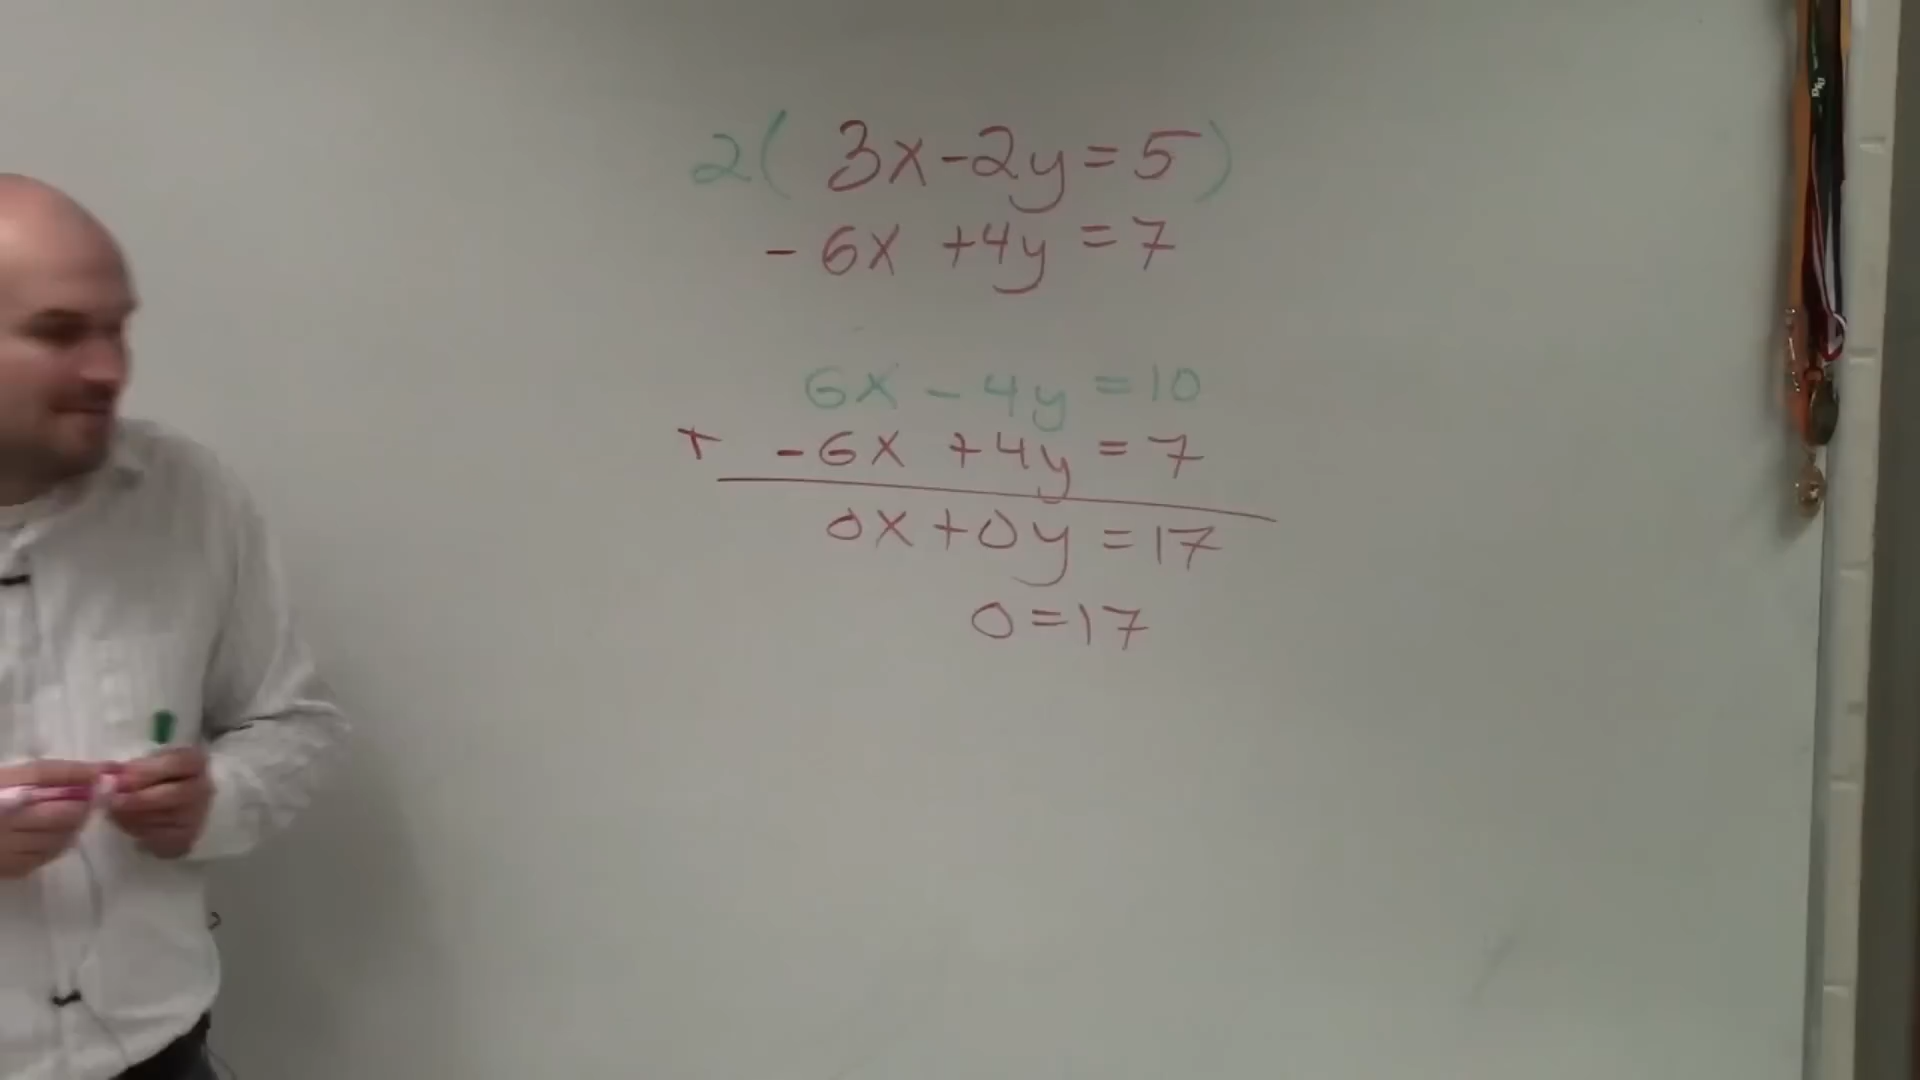 2( 3x-2y=5 )
-6x +4y =7
6x - 4y =10
+ -6x +4y =7
0x+0y =17
0=17